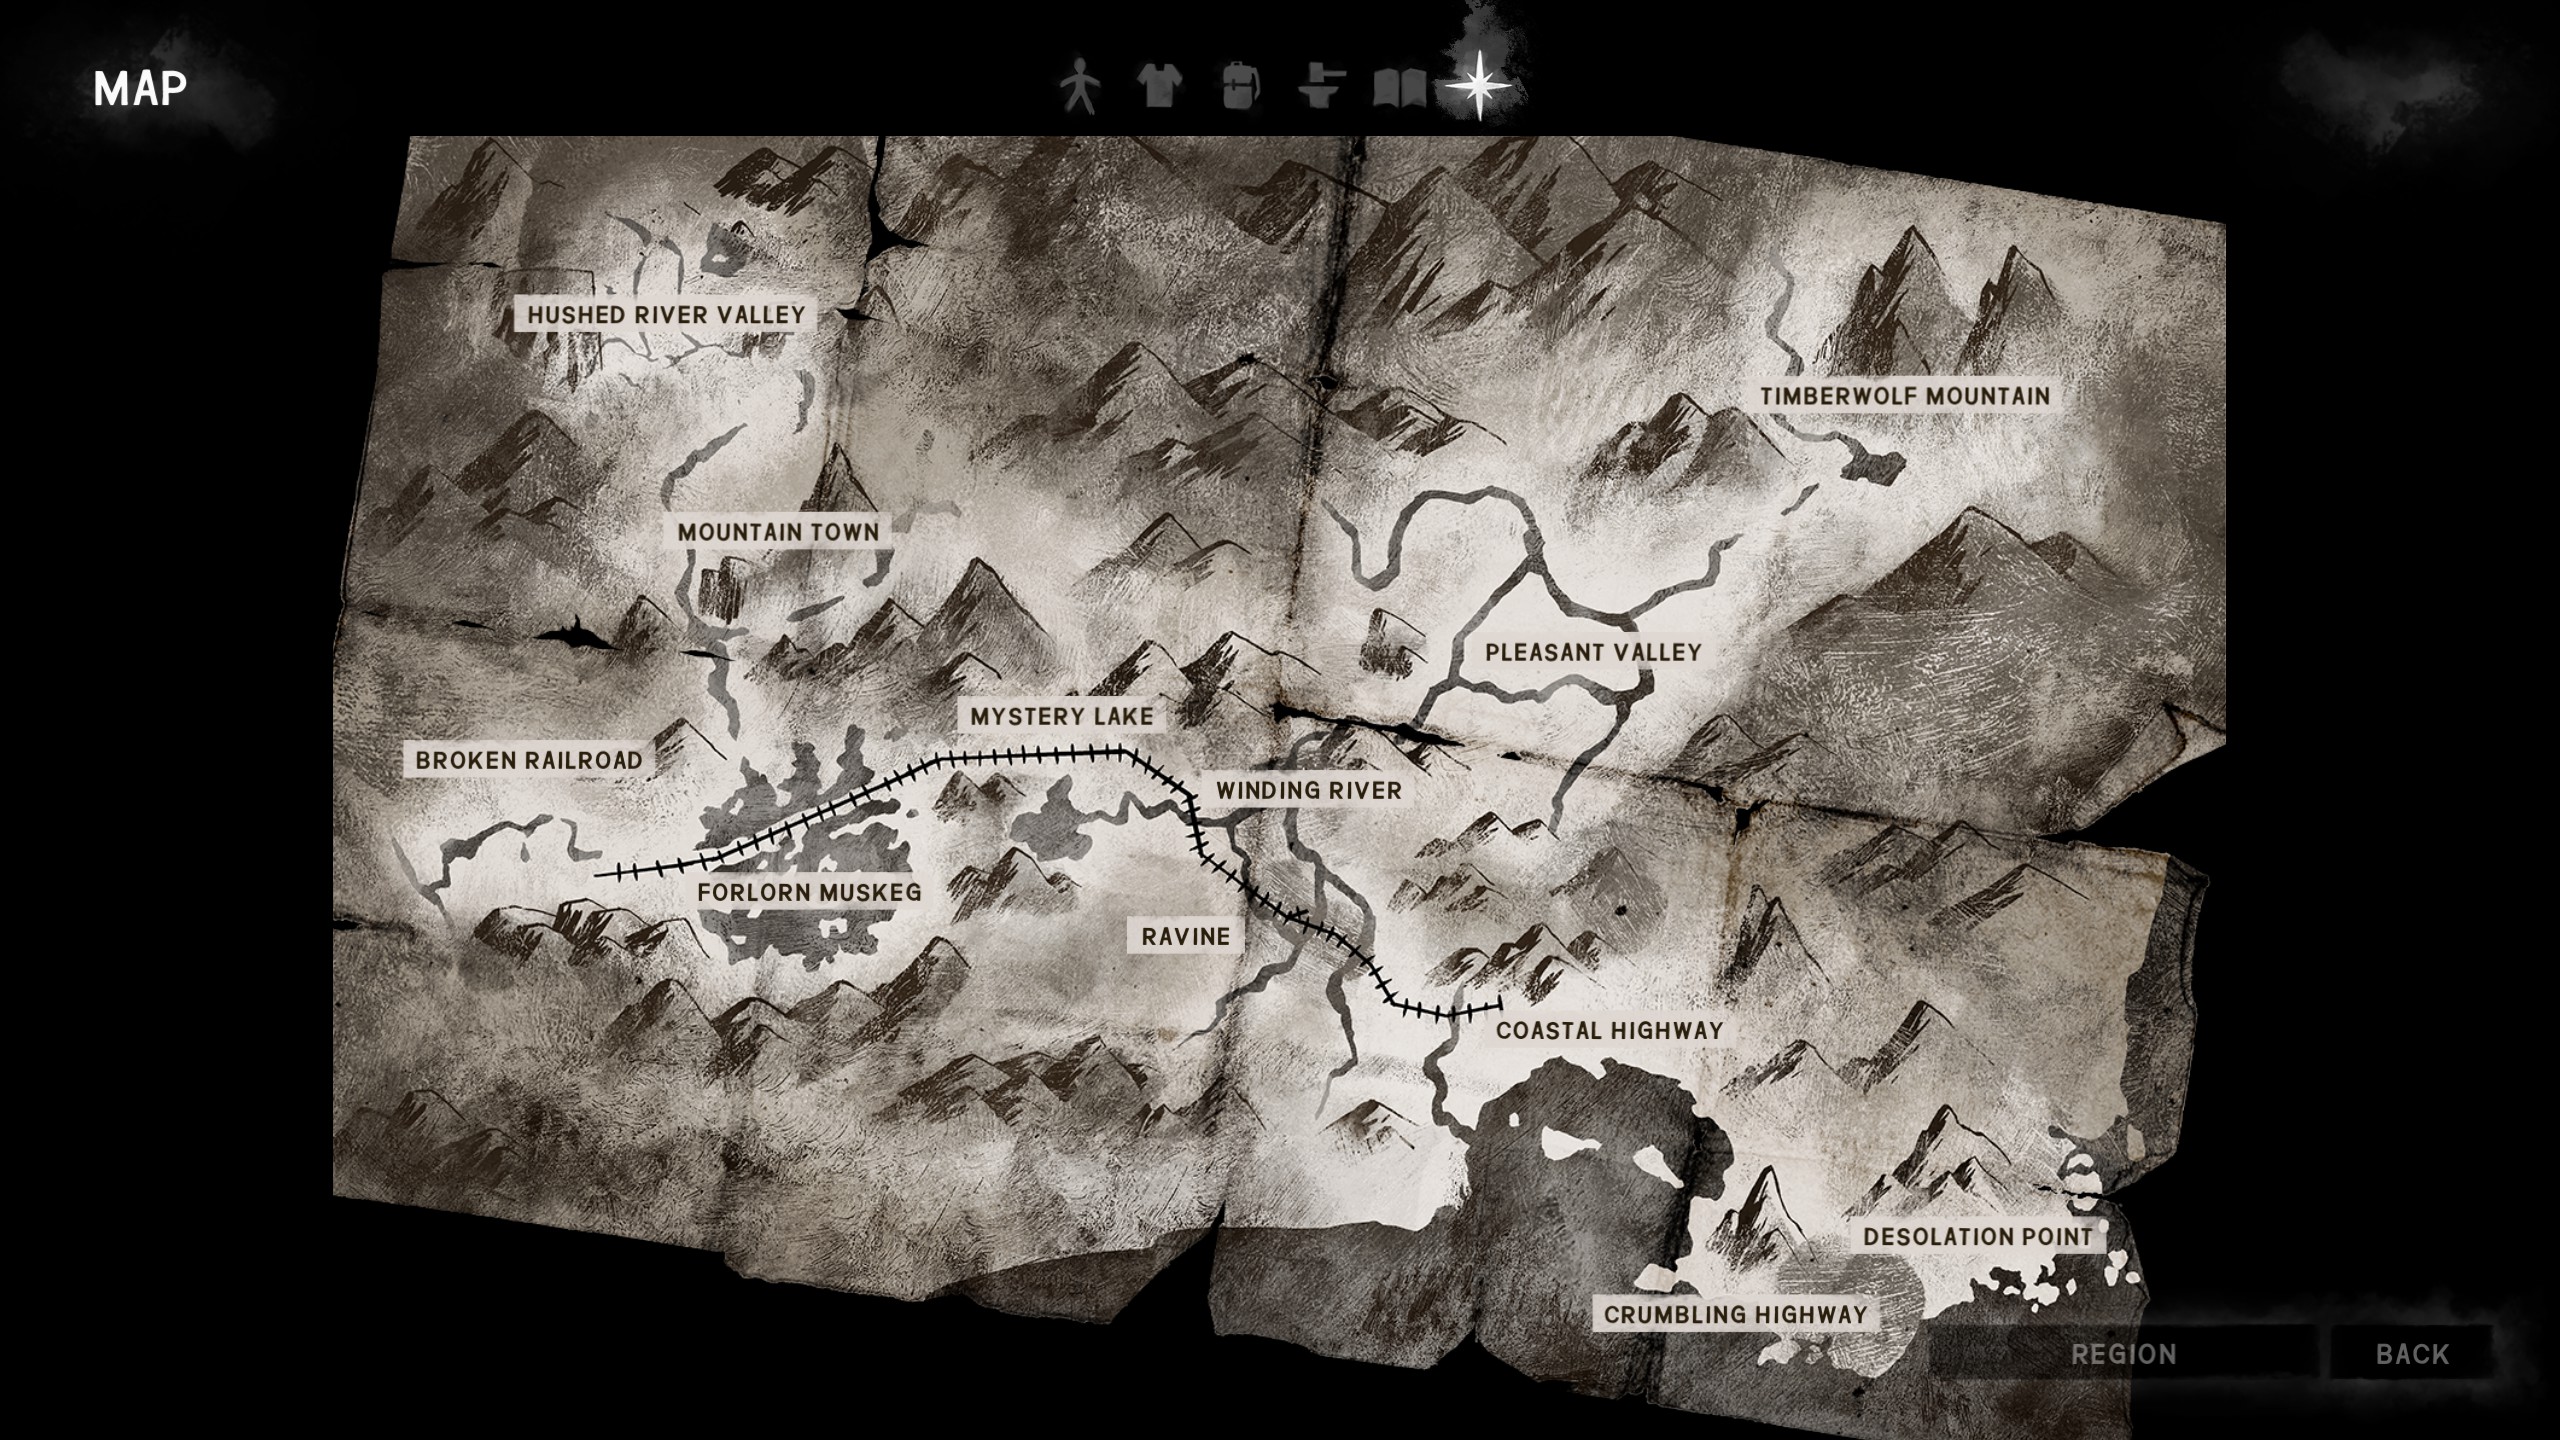 MAP
HUSHED RIVER VALLEY
TIMBERWOLF MOUNTAIN
MOUNTAIN TOWN
PLEASANT VALLEY
MYSTERY LAKE
BROKEN RAILROAD
WINDING RIVER
FORLORN MUSKEG
RAVINE
COASTAL HIGHWAY
DESOLATION POINT
CRUMBLING HIGHWAY
REGION
BACK